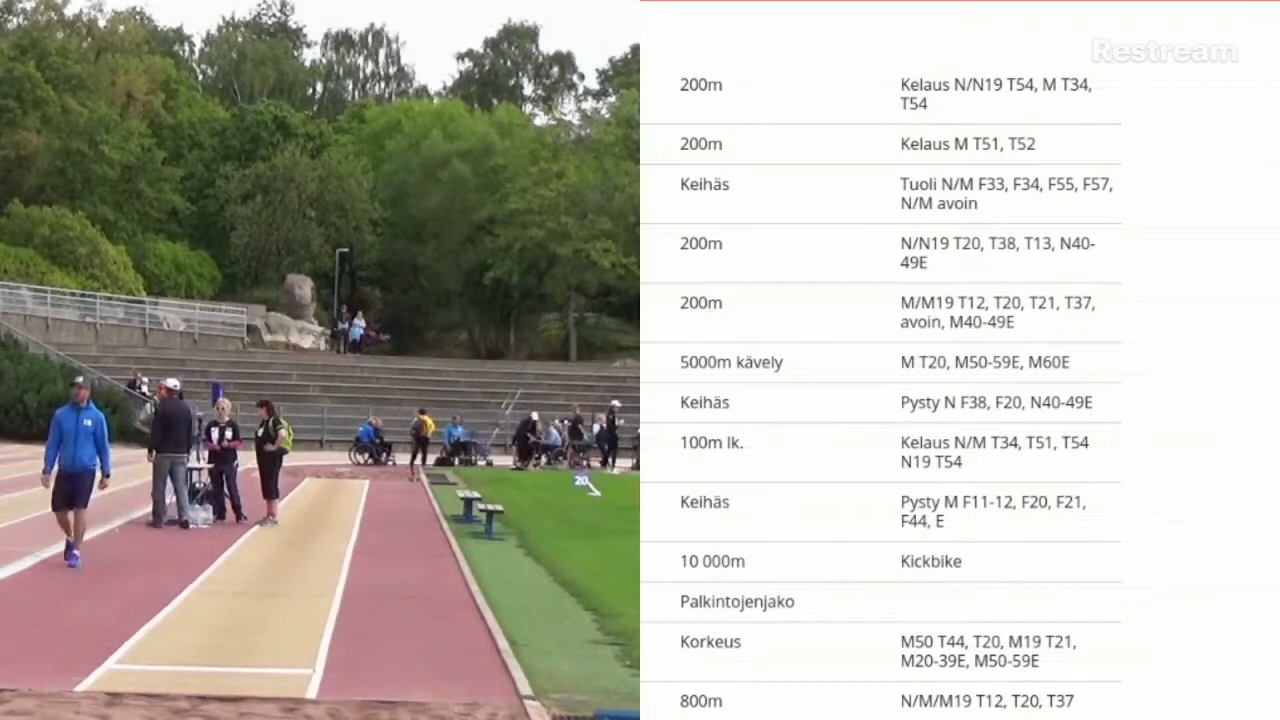 Restream
200m
Kelaus N/N19 T54, M T34,
T54
200m
Kelaus M T51, T52
Keihäs
Tuoli N/M F33, F34, F55, F57,
N/M avoin
200m
N/N19 T20, T38, T13, N40-
49E
200m
M/M19 T12, T20, T21, T37,
avoin, M40-49E
5000m kävely
M T20, M50-59E, M60E
Keihäs
Pysty N F38, F20, N40-49E
100m lk.
Kelaus N/M T34, T51, T54
N19 T54
Keihäs
Pysty M F11-12, F20, F21,
F44, E
10 000m
Kickbike
Palkintojenjako
Korkeus
M50 T44, T20, M19 T21,
M20-39E, M50-59E
800m
N/M/M19 T12, T20, T37
20